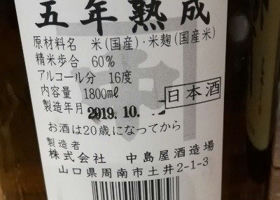 五年熟成
原材料名 米(国産)・米麹(国産米)
精米歩合 60%
アルコール分 16度
内容量 1800ml
製造年月 2019.10.
日本酒
お酒は20歳になってから
製造者
株式会社 中島屋酒造場
山口県周南市土井2-1-3